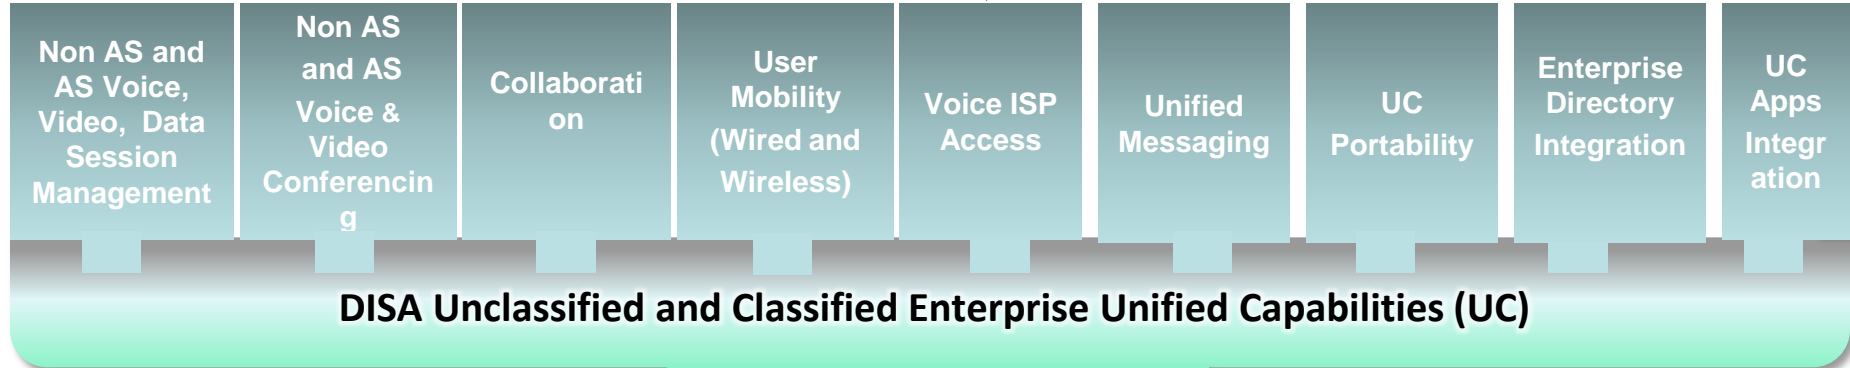 Non AS and
AS Voice,
Video, Data
Session
Management
Non AS
and AS
Voice &
Video
Conferencin
g
Collaborati
on
User
Mobility
(Wired and
Wireless)
Voice ISP
Access
Unified
Messaging
UC
Portability
Enterprise
Directory
Integration
UC
Apps
Integr
ation
DISA Unclassified and Classified Enterprise Unified Capabilities (UC)